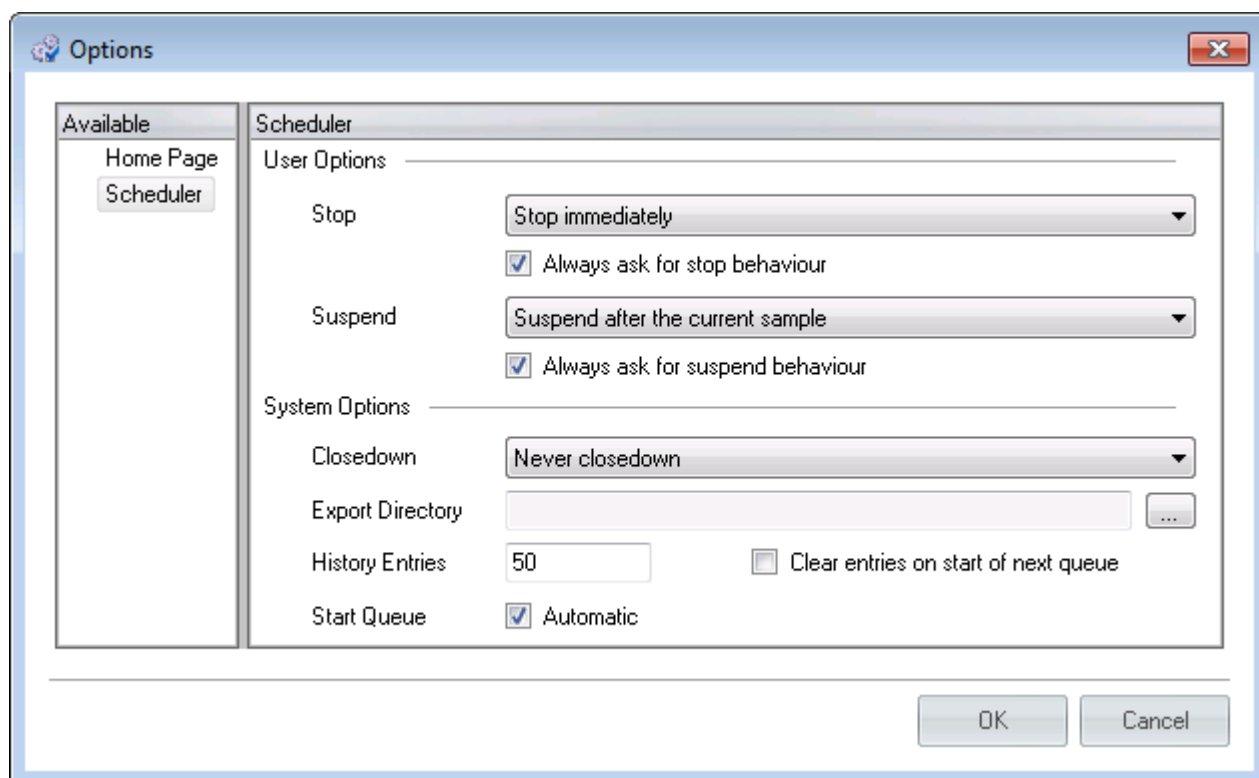 Options
Available
Home Page
Scheduler
Scheduler
User Options
Stop
Stop immediately
Always ask for stop behaviour
Suspend
Suspend after the current sample
Always ask for suspend behaviour
System Options
Closedown
Never closedown
Export Directory
...
History Entries
50
Clear entries on start of next queue
Start Queue
Automatic
OK
Cancel